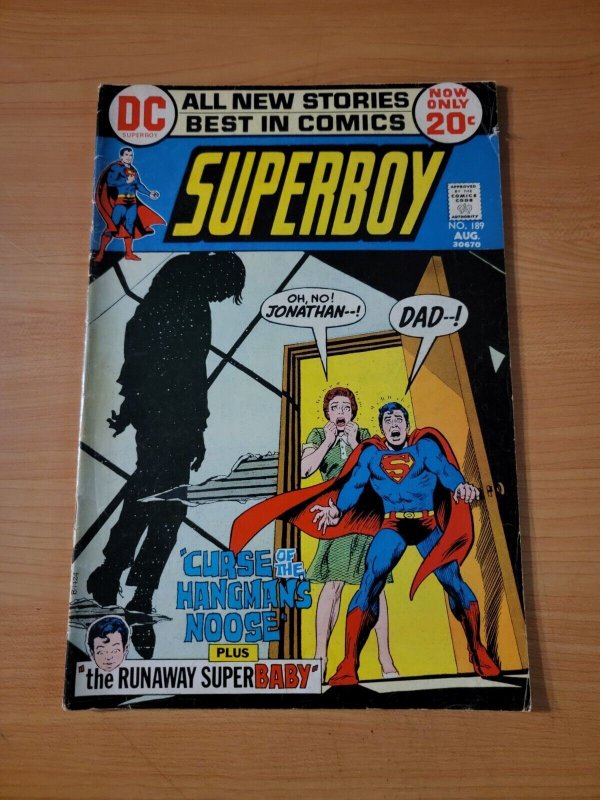 DC
SUPERBOY
ALL NEW STORIES
BEST IN COMICS
NOW
ONLY
20¢
SUPERBOY
APPROVED
BY THE
COMICS
CODE
AUTHORITY
NO. 189
AUG.
30670
OH, NO!
JONATHAN--!
DAD--!
S
"CURSE OF THE
HANGMAN'S
NOOSE"
PLUS
"the RUNAWAY SUPERBABY"